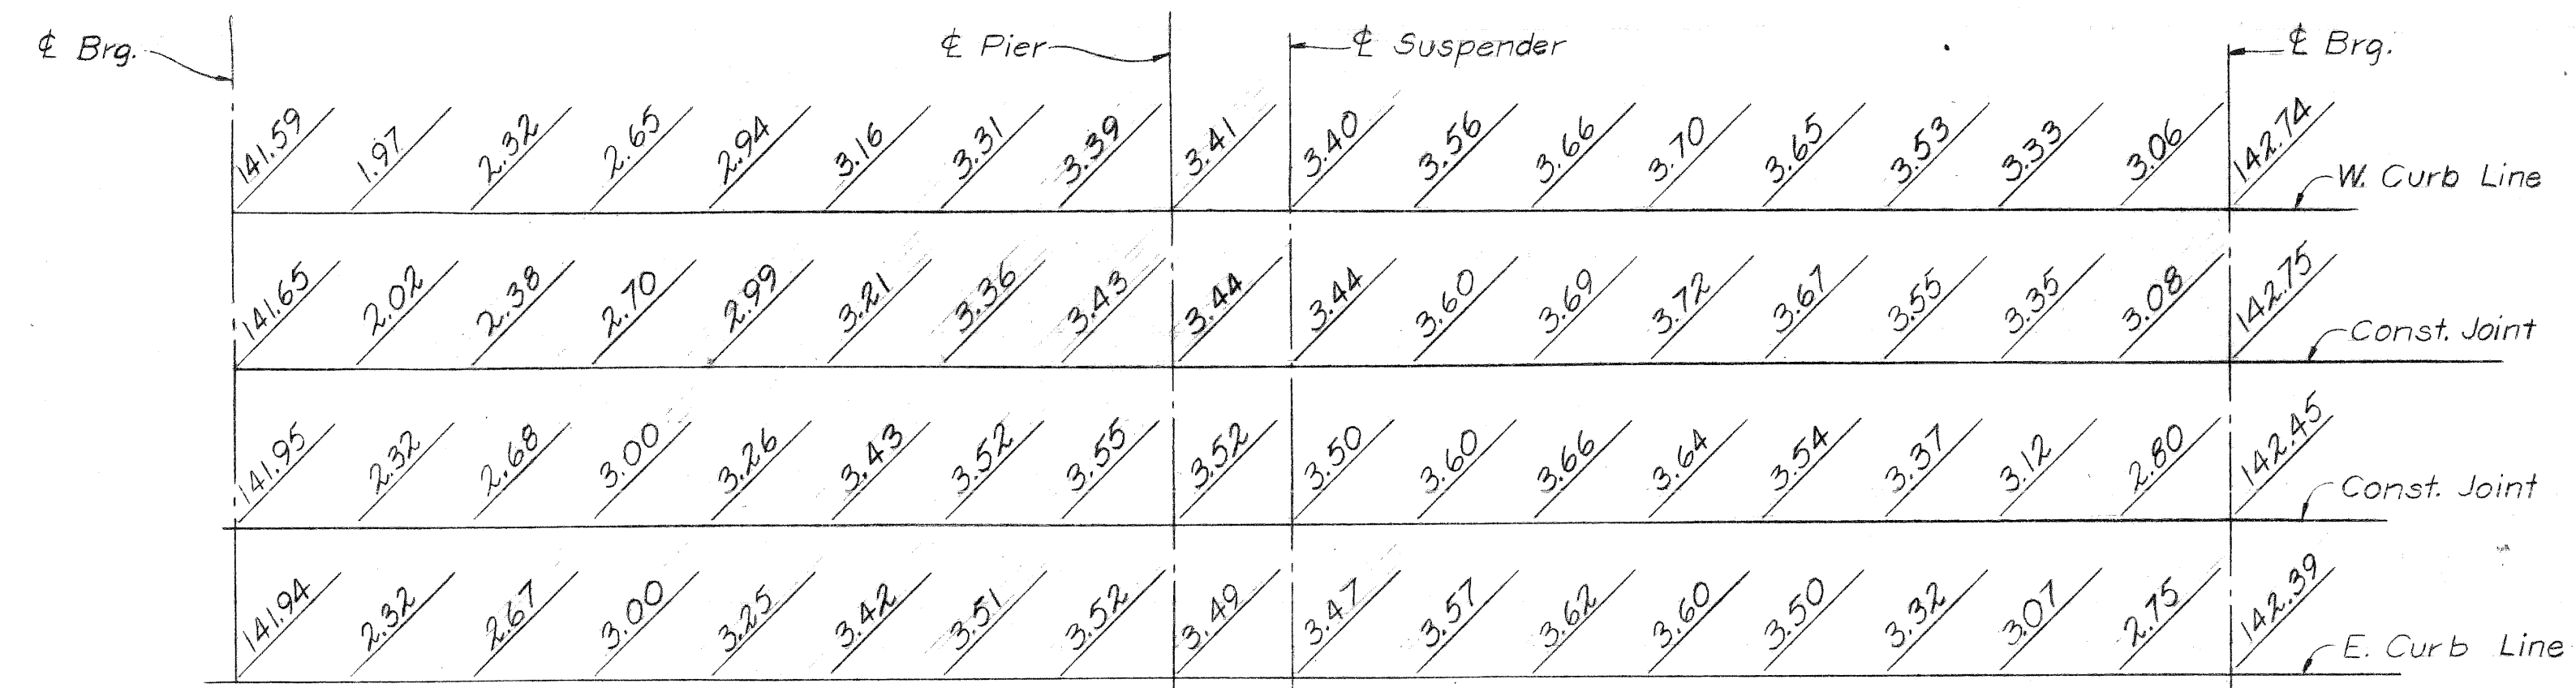 ℄ Brg. ℄ Pier ℄ Suspender ℄ Brg.
141.59 1.97 2.32 2.65 2.94 3.16 3.31 3.39 3.41 3.40 3.56 3.66 3.70 3.65 3.53 3.33 3.06 142.74
W. Curb Line
141.65 2.02 2.38 2.70 2.99 3.21 3.36 3.43 3.44 3.44 3.60 3.69 3.72 3.67 3.55 3.35 3.08 142.75
Const. Joint
141.95 2.32 2.68 3.00 3.26 3.43 3.52 3.55 3.52 3.50 3.60 3.66 3.64 3.54 3.37 3.12 2.80 142.45
Const. Joint
141.94 2.32 2.67 3.00 3.25 3.42 3.51 3.52 3.49 3.47 3.57 3.62 3.60 3.50 3.32 3.07 2.75 142.39
E. Curb Line